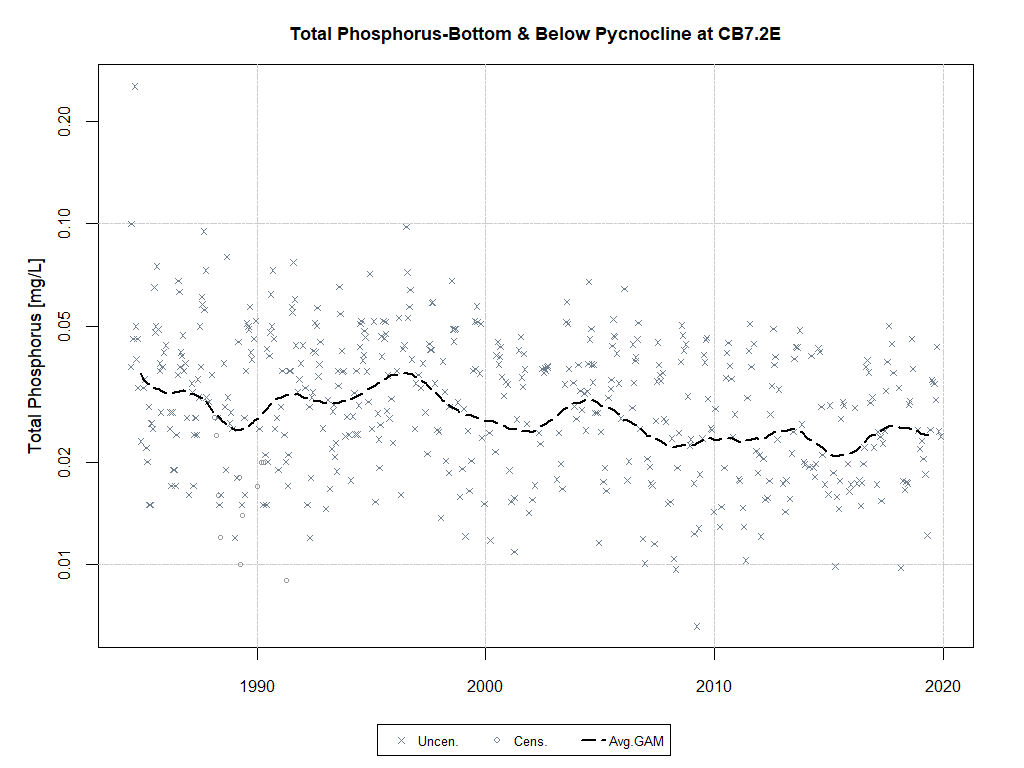 Total Phosphorus-Bottom & Below Pycnocline at CB7.2E
Total Phosphorus [mg/L]
0.20
0.10
0.05
0.02
0.01
1990 2000 2010 2020
Uncen. Cens. Avg.GAM